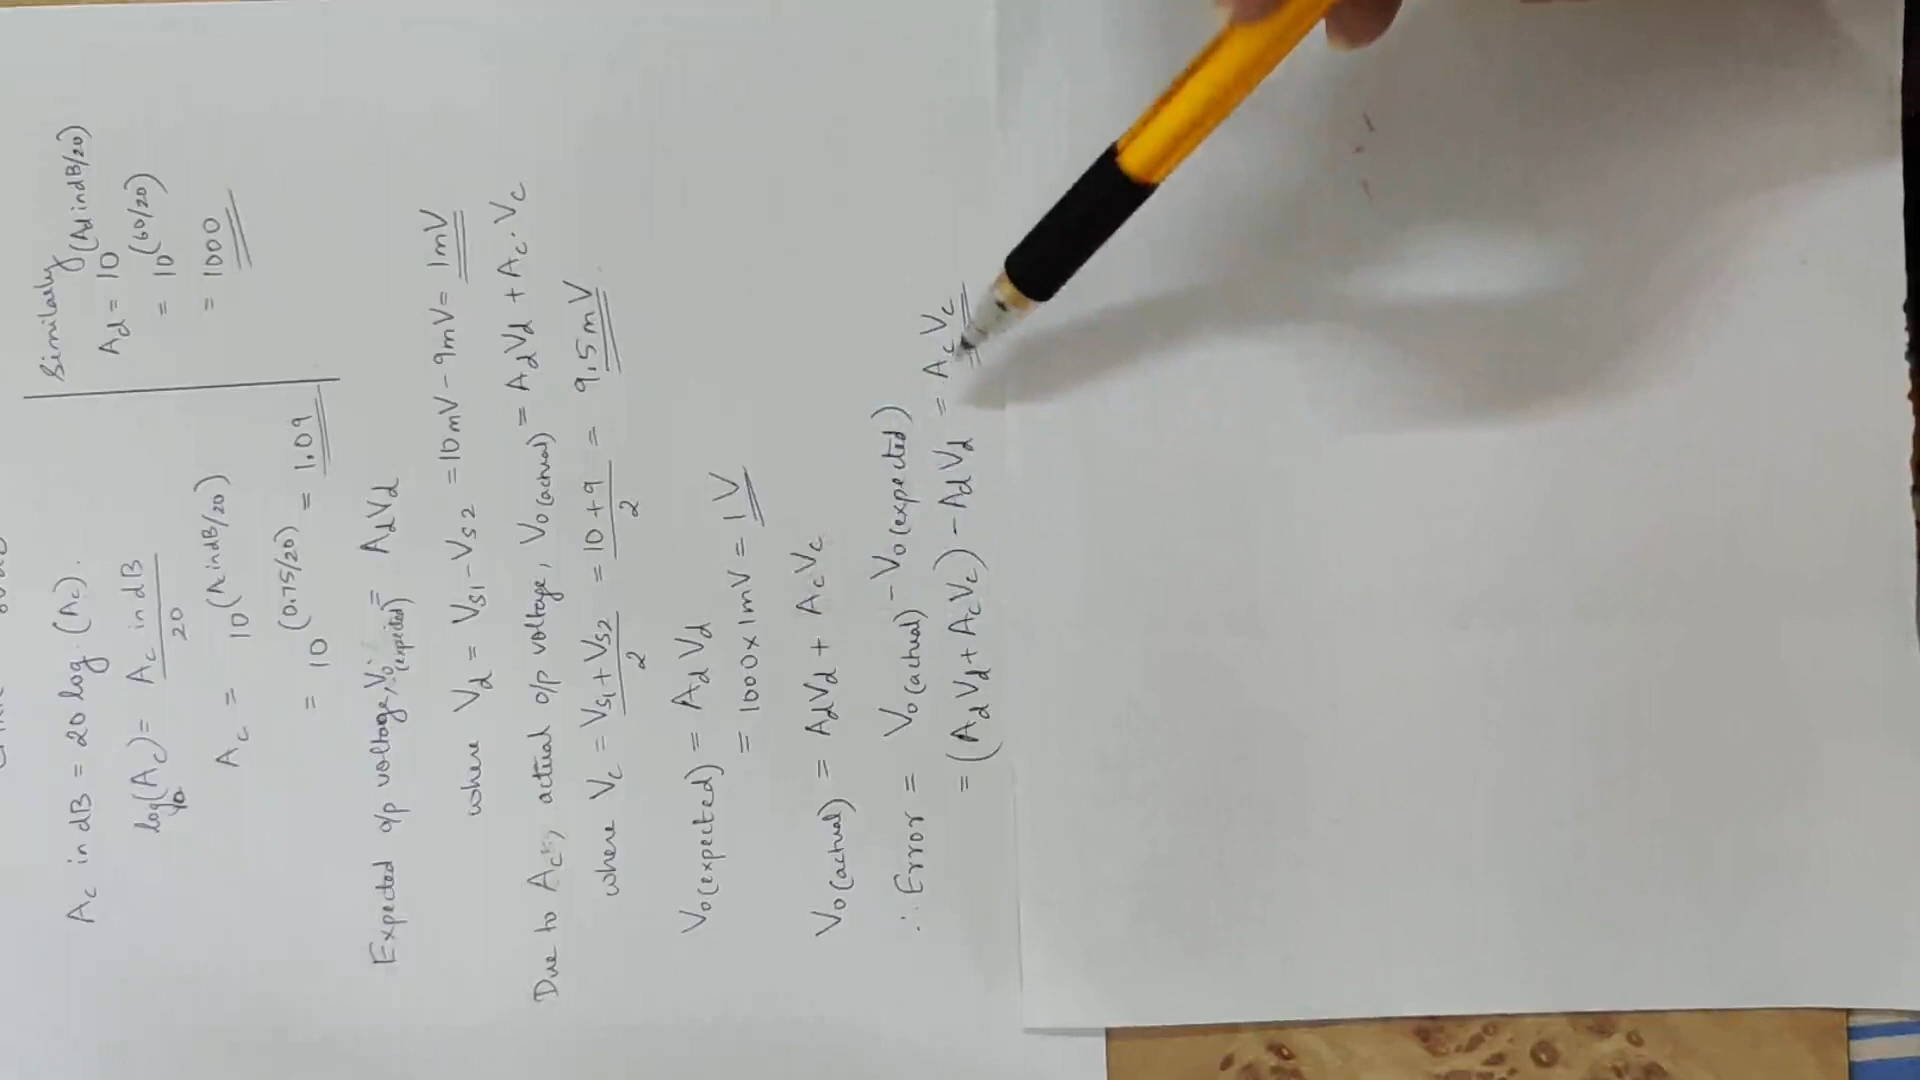 Ac in dB = 20 log (Ac).
log10(Ac) = Ac in dB / 20
Ac = 10^(Ac in dB/20)
= 10^(0.75/20) = 1.09
Similarly
Ad = 10^(Ad in dB/20)
= 10^(60/20)
= 1000
Expected o/p voltage, Vo(expected) = AdVd
where Vd = Vs1 - Vs2 = 10mV - 9mV = 1mV
Due to Ac, actual o/p voltage, Vo(actual) = AdVd + Ac.Vc
where Vc = Vs1 + Vs2 / 2 = 10+9 / 2 = 9.5mV
Vo(expected) = AdVd
= 1000 x 1mV = 1V
Vo(actual) = AdVd + AcVc
∴ Error = Vo(actual) - Vo(expected)
= (AdVd + AcVc) - AdVd = AcVc